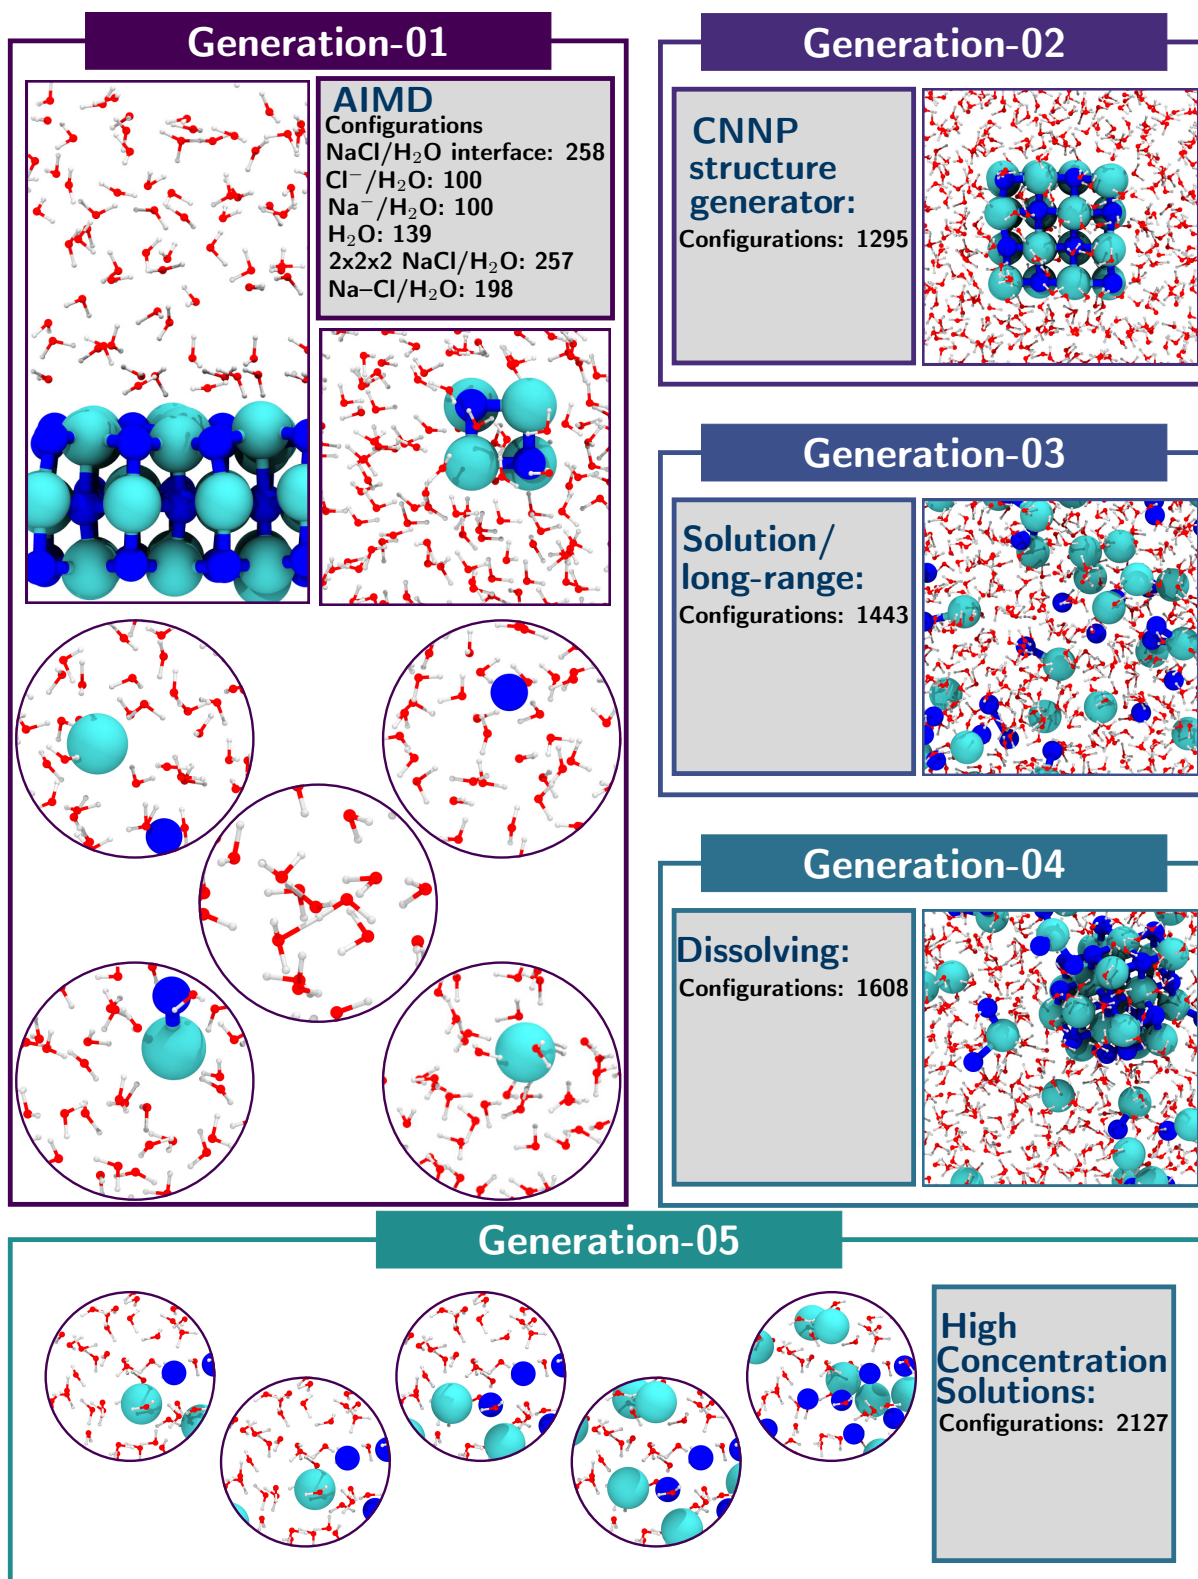 Generation-01
AIMD
Configurations
NaCl/H₂O interface: 258
Cl⁻/H₂O: 100
Na⁻/H₂O: 100
H₂O: 139
2x2x2 NaCl/H₂O: 257
Na–Cl/H₂O: 198
Generation-02
CNNP
structure
generator:
Configurations: 1295
Generation-03
Solution/
long-range:
Configurations: 1443
Generation-04
Dissolving:
Configurations: 1608
Generation-05
High
Concentration
Solutions:
Configurations: 2127